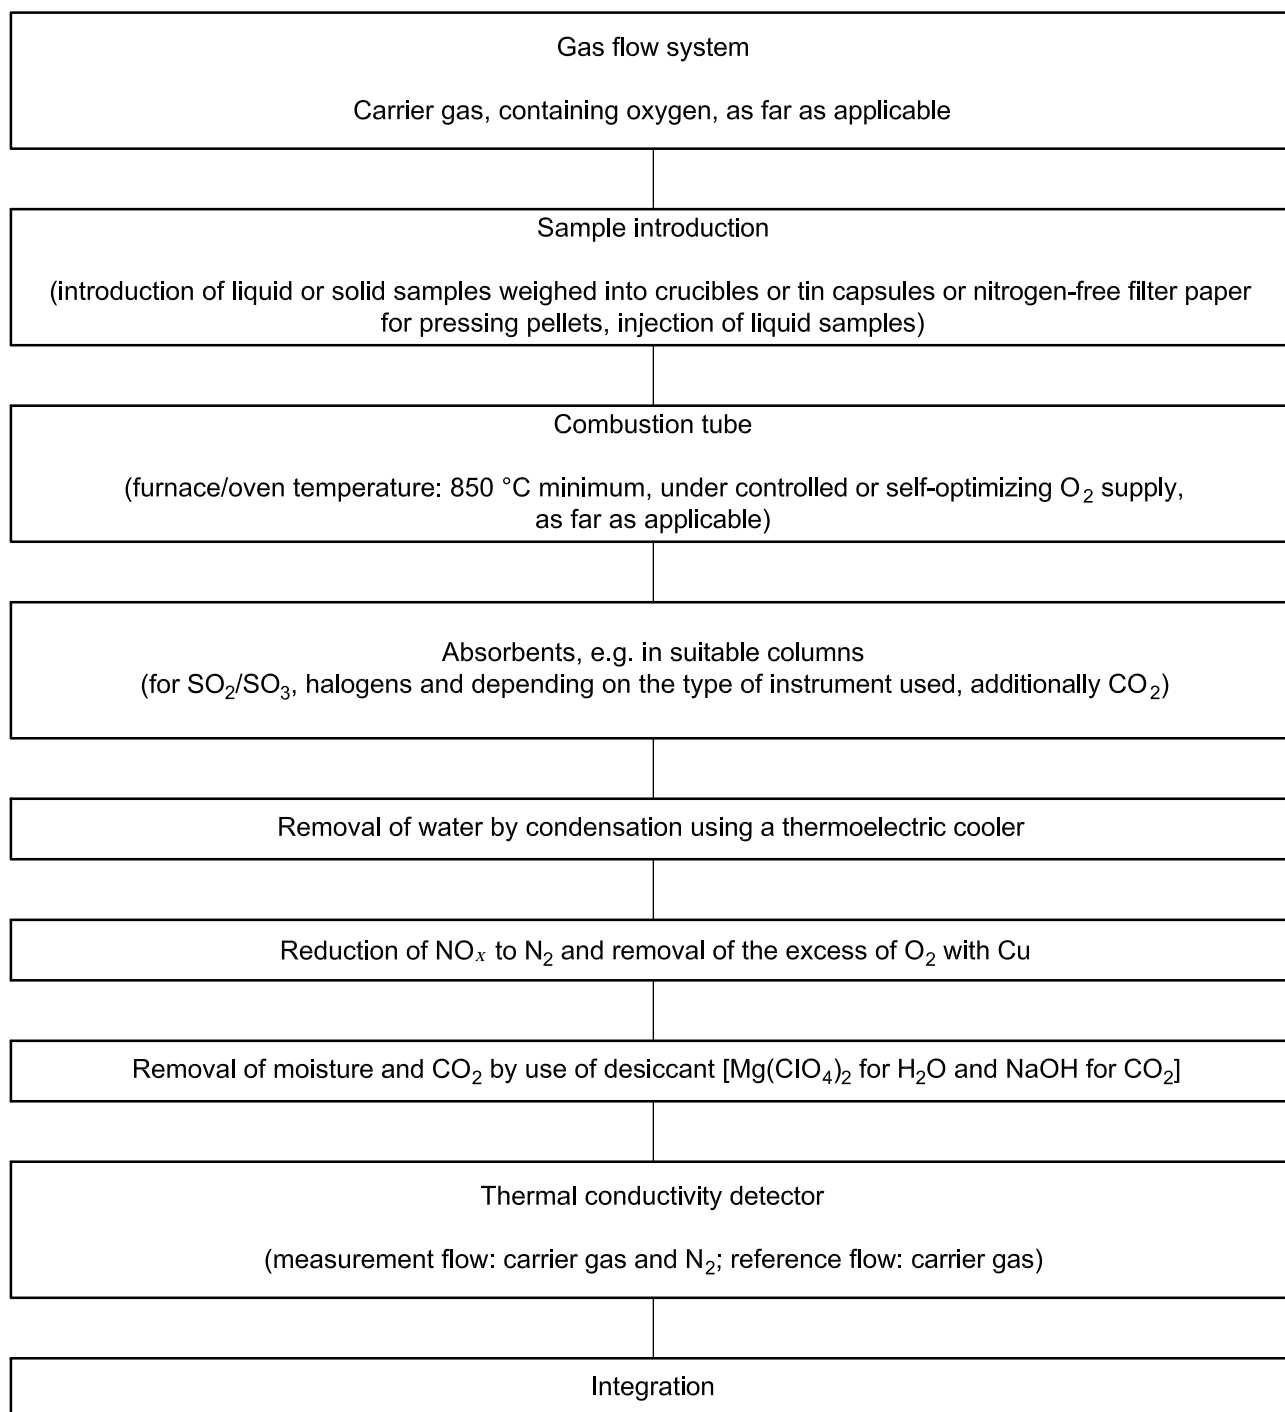 Gas flow system
Carrier gas, containing oxygen, as far as applicable
Sample introduction
(introduction of liquid or solid samples weighed into crucibles or tin capsules or nitrogen-free filter paper
for pressing pellets, injection of liquid samples)
Combustion tube
(furnace/oven temperature: 850 °C minimum, under controlled or self-optimizing O₂ supply,
as far as applicable)
Absorbents, e.g. in suitable columns
(for SO₂/SO₃, halogens and depending on the type of instrument used, additionally CO₂)
Removal of water by condensation using a thermoelectric cooler
Reduction of NOₓ to N₂ and removal of the excess of O₂ with Cu
Removal of moisture and CO₂ by use of desiccant [Mg(ClO₄)₂ for H₂O and NaOH for CO₂]
Thermal conductivity detector
(measurement flow: carrier gas and N₂; reference flow: carrier gas)
Integration